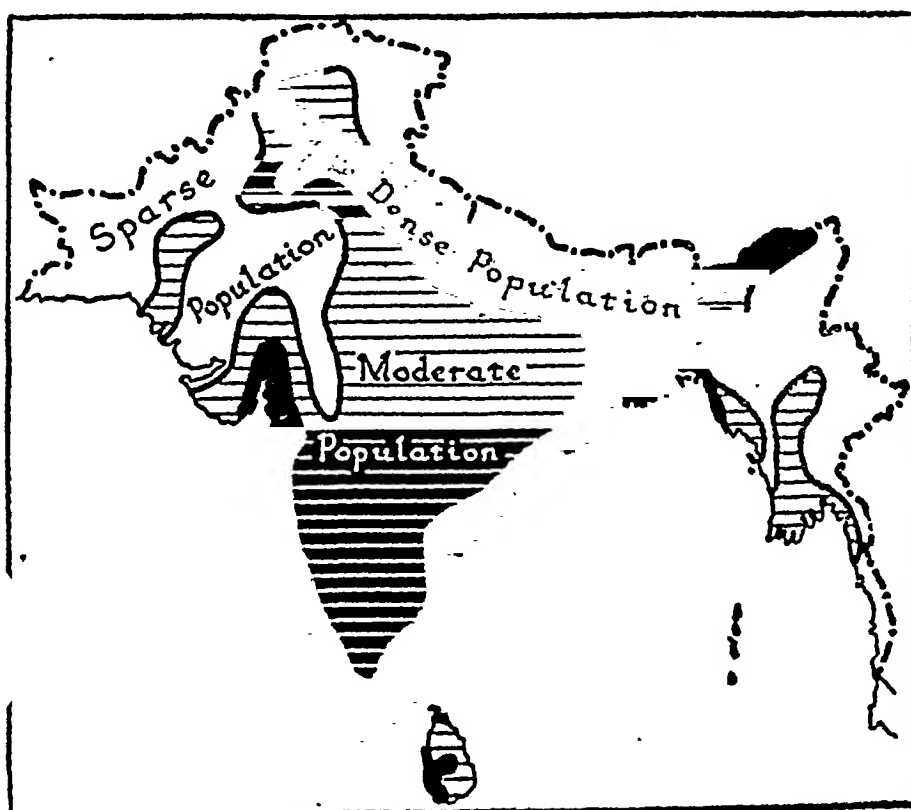 Sparse
Population
Dense Population
Moderate
Population